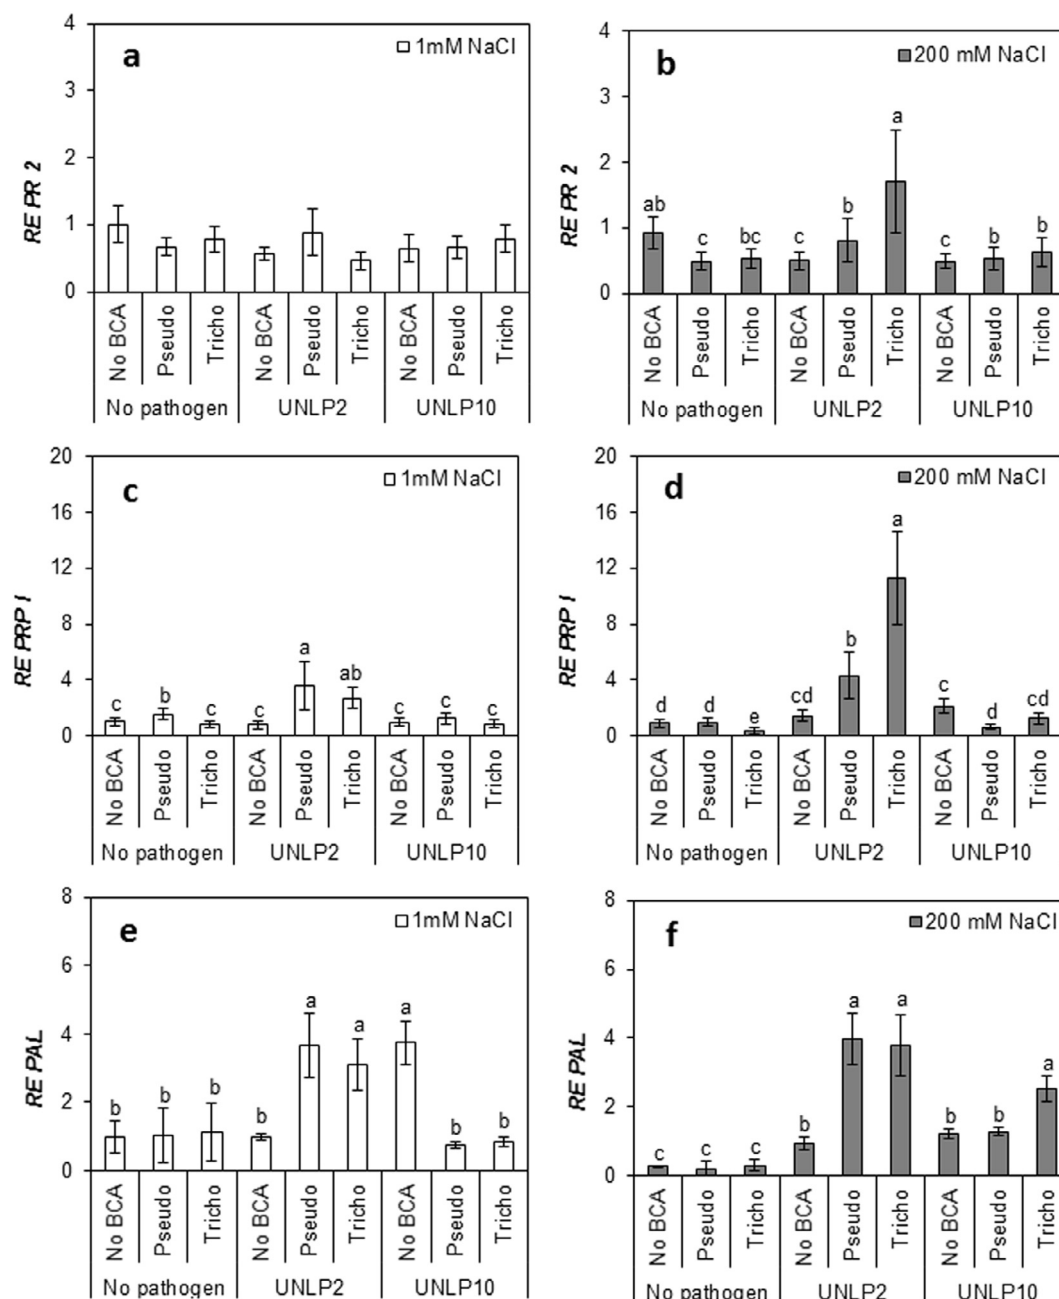 a
1mM NaCl
4
3
2
1
0
RE PR 2
No BCA
Pseudo
Tricho
No BCA
Pseudo
Tricho
No BCA
Pseudo
Tricho
No pathogen
UNLP2
UNLP10
b
200 mM NaCl
4
3
2
1
0
RE PR 2
ab
c
bc
c
b
a
c
b
b
No BCA
Pseudo
Tricho
No BCA
Pseudo
Tricho
No BCA
Pseudo
Tricho
No pathogen
UNLP2
UNLP10
c
1mM NaCl
20
16
12
8
4
0
RE PRP I
c
b
c
c
a
ab
c
c
c
No BCA
Pseudo
Tricho
No BCA
Pseudo
Tricho
No BCA
Pseudo
Tricho
No pathogen
UNLP2
UNLP10
d
200 mM NaCl
20
16
12
8
4
0
RE PRP I
d
d
e
cd
b
a
c
d
cd
No BCA
Pseudo
Tricho
No BCA
Pseudo
Tricho
No BCA
Pseudo
Tricho
No pathogen
UNLP2
UNLP10
e
1mM NaCl
8
6
4
2
0
RE PAL
b
b
b
b
a
a
a
b
b
No BCA
Pseudo
Tricho
No BCA
Pseudo
Tricho
No BCA
Pseudo
Tricho
No pathogen
UNLP2
UNLP10
f
200 mM NaCl
8
6
4
2
0
RE PAL
c
c
c
b
a
a
b
b
a
No BCA
Pseudo
Tricho
No BCA
Pseudo
Tricho
No BCA
Pseudo
Tricho
No pathogen
UNLP2
UNLP10